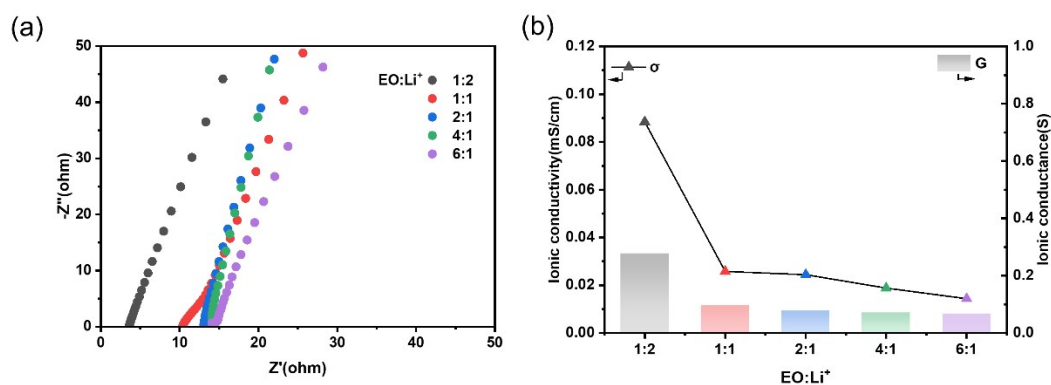 (a)
50
40
30
20
10
0
-Z"(ohm)
EO:Li⁺
1:2
1:1
2:1
4:1
6:1
0 10 20 30 40 50
Z'(ohm)
(b)
0.12
0.10
0.08
0.06
0.04
0.02
0.00
Ionic conductivity(mS/cm)
σ
G
1.0
0.8
0.6
0.4
0.2
0.0
Ionic conductance(S)
1:2 1:1 2:1 4:1 6:1
EO:Li⁺